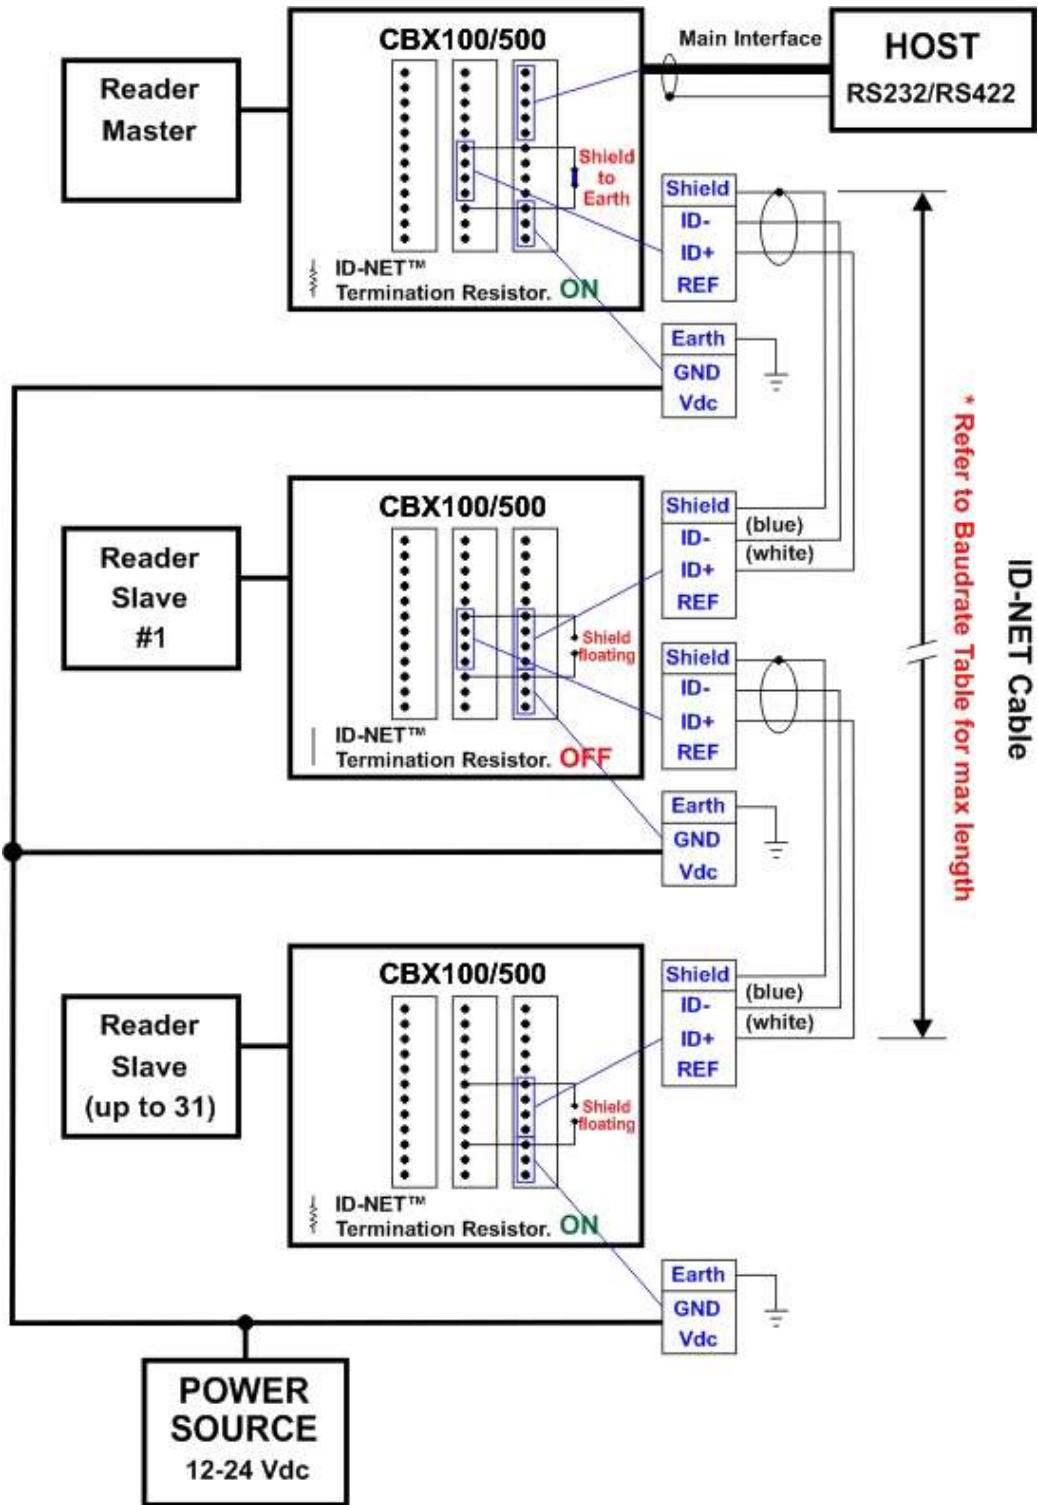 CBX100/500
Main Interface
HOST
RS232/RS422
Reader
Master
Shield
to
Earth
ID-NET™
Termination Resistor. ON
Shield
ID-
ID+
REF
Earth
GND
Vdc
CBX100/500
Reader
Slave
#1
Shield
floating
ID-NET™
Termination Resistor. OFF
Shield
(blue)
ID-
(white)
ID+
REF
Shield
ID-
ID+
REF
Earth
GND
Vdc
* Refer to Baudrate Table for max length
ID-NET Cable
CBX100/500
Reader
Slave
(up to 31)
Shield
floating
ID-NET™
Termination Resistor. ON
Shield
(blue)
ID-
(white)
ID+
REF
Earth
GND
Vdc
POWER
SOURCE
12-24 Vdc